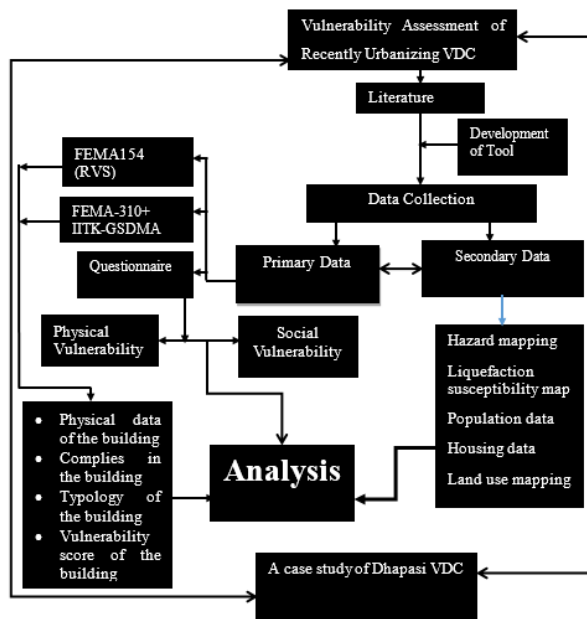 Vulnerability Assessment of
Recently Urbanizing VDC
Literature
Development
of Tool
FEMA154
(RVS)
FEMA-310+
IITK-GSDMA
Data Collection
Questionnaire
Primary Data
Secondary Data
Physical
Vulnerability
Social
Vulnerability
Hazard mapping
Liquefaction
susceptibility map
Population data
Housing data
Land use mapping
• Physical data
of the building
• Complies in
the building
• Typology of
the building
• Vulnerability
score of the
building
Analysis
A case study of Dhapasi VDC